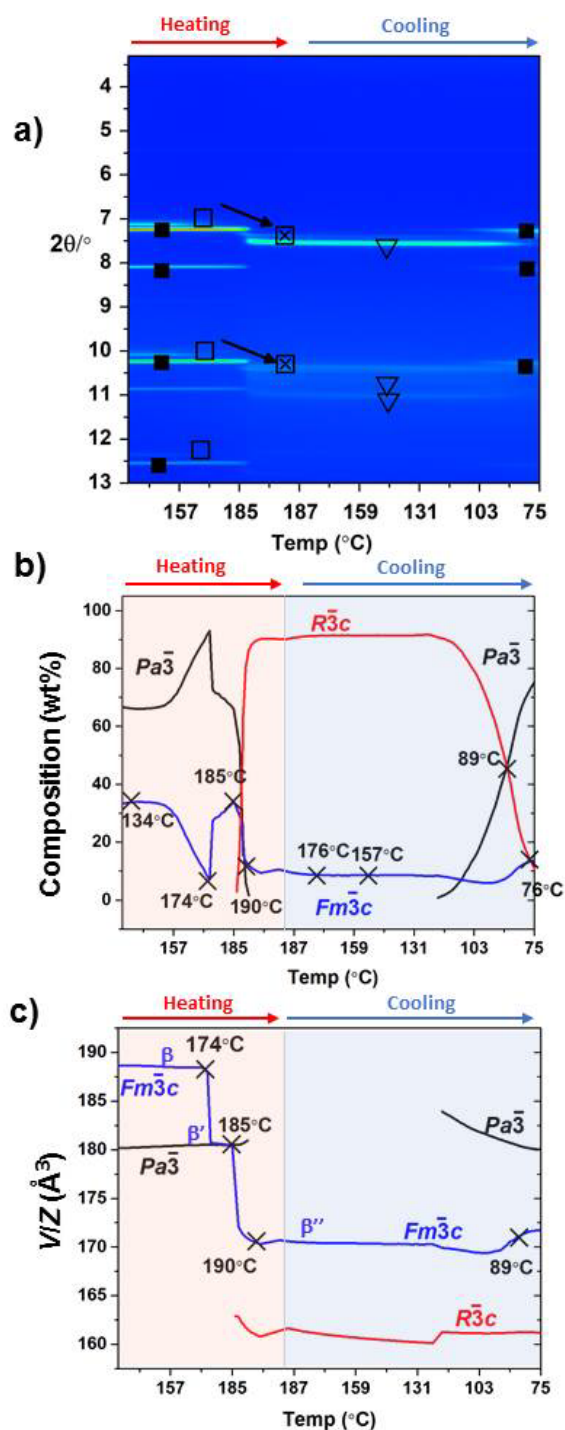 Heating Cooling
a)
4
5
6
7
2θ/°
8
9
10
11
12
13
157 185 187 159 131 103 75
Temp (°C)
b) Heating Cooling
100
80
60
40
20
0
Composition (wt%)
R3̄c
Pa3̄
Pa3̄
89°C
185°C
134°C
176°C 157°C
174°C
190°C
Fm3̄c
76°C
157 185 187 159 131 103 75
Temp (°C)
c) Heating Cooling
190
185
180
175
170
165
160
V/Z (Å³)
174°C
β
Fm3̄c
185°C
β'
Pa3̄
Pa3̄
β''
Fm3̄c
190°C
89°C
R3̄c
157 185 187 159 131 103 75
Temp (°C)